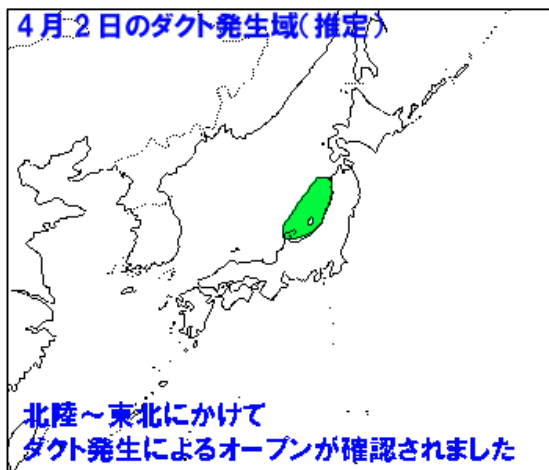 4月2日のダクト発生域(推定)
北陸～東北にかけて
ダクト発生によるオープンが確認されました